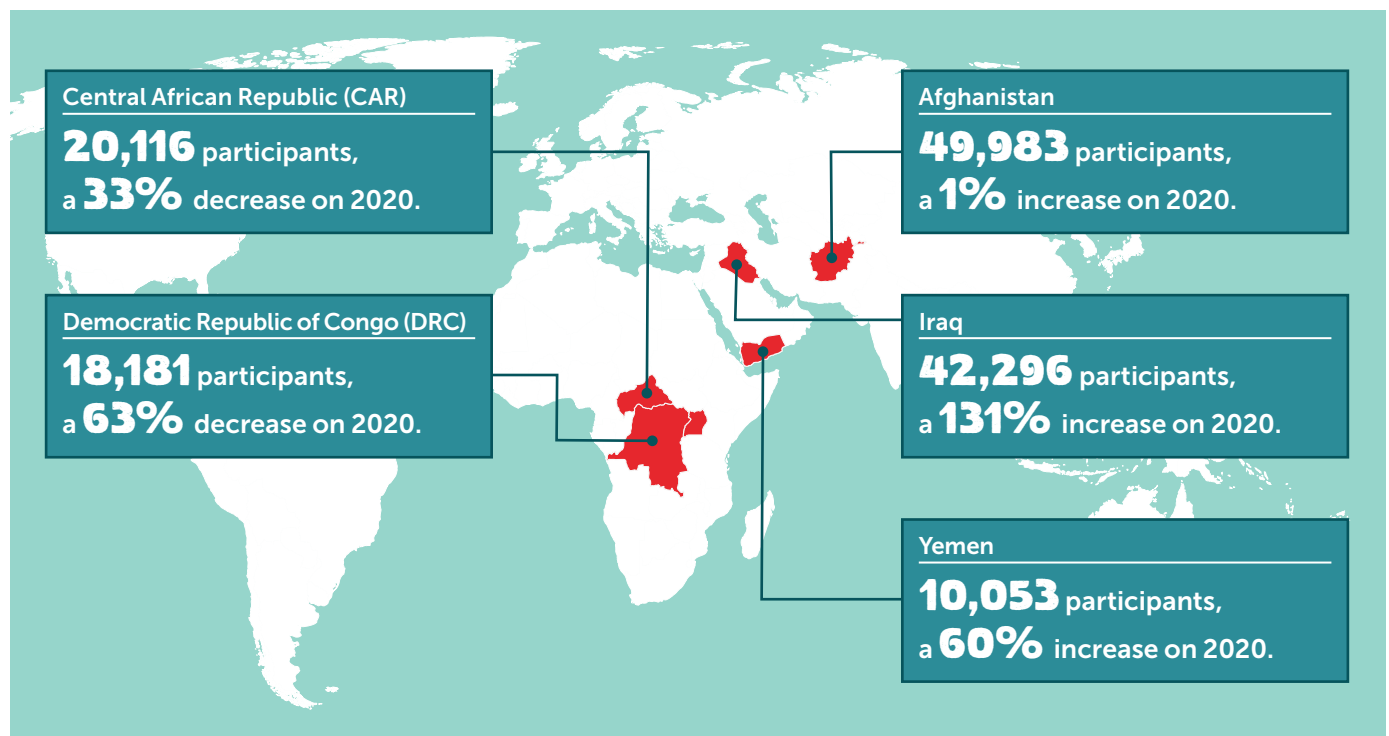 Central African Republic (CAR)
20,116 participants,
a 33% decrease on 2020.
Democratic Republic of Congo (DRC)
18,181 participants,
a 63% decrease on 2020.
Afghanistan
49,983 participants,
a 1% increase on 2020.
Iraq
42,296 participants,
a 131% increase on 2020.
Yemen
10,053 participants,
a 60% increase on 2020.